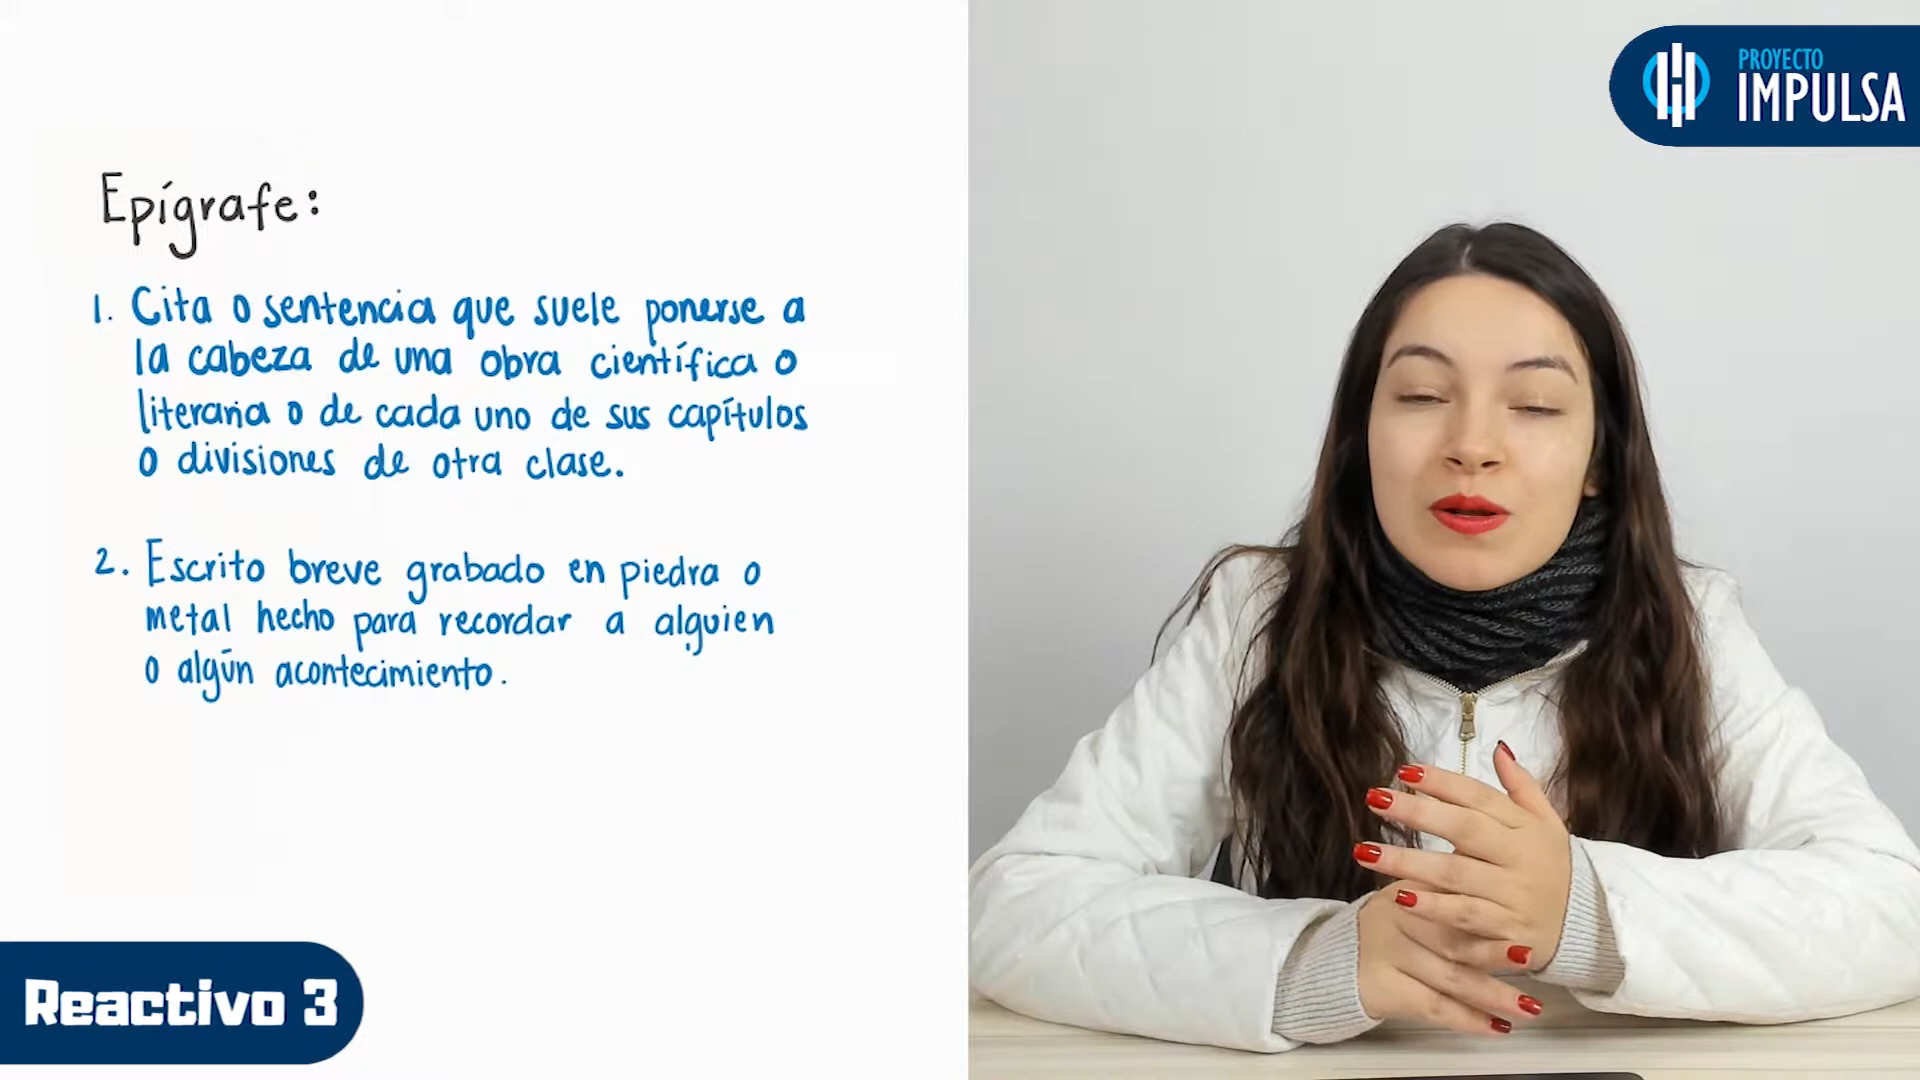 PROYECTO
IMPULSA
Epígrafe:
1. Cita o sentencia que suele ponerse a
la cabeza de una obra científica o
literaria o de cada uno de sus capítulos
o divisiones de otra clase.
2. Escrito breve grabado en piedra o
metal hecho para recordar a alguien
o algún acontecimiento.
Reactivo 3